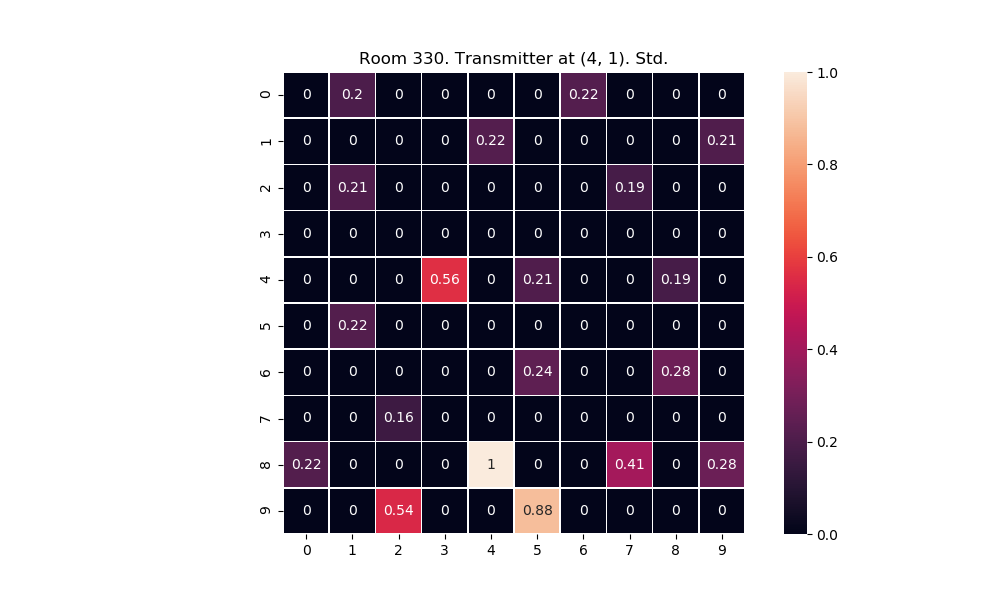 Room 330. Transmitter at (4, 1). Std.
0 0 0.2 0 0 0 0 0.22 0 0 0
1 0 0 0 0 0.22 0 0 0 0 0.21
2 0 0.21 0 0 0 0 0 0.19 0 0
3 0 0 0 0 0 0 0 0 0 0
4 0 0 0 0.56 0 0.21 0 0 0.19 0
5 0 0.22 0 0 0 0 0 0 0 0
6 0 0 0 0 0 0.24 0 0 0.28 0
7 0 0 0.16 0 0 0 0 0 0 0
8 0.22 0 0 0 1 0 0 0.41 0 0.28
9 0 0 0.54 0 0 0.88 0 0 0 0
0 1 2 3 4 5 6 7 8 9
1.0
0.8
0.6
0.4
0.2
0.0